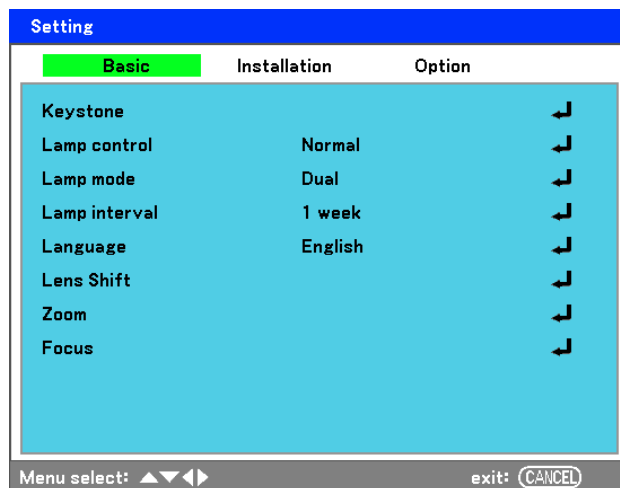 Setting
Basic Installation Option
Keystone
Lamp control Normal
Lamp mode Dual
Lamp interval 1 week
Language English
Lens Shift
Zoom
Focus
Menu select: ▲▼◀▶ exit: CANCEL